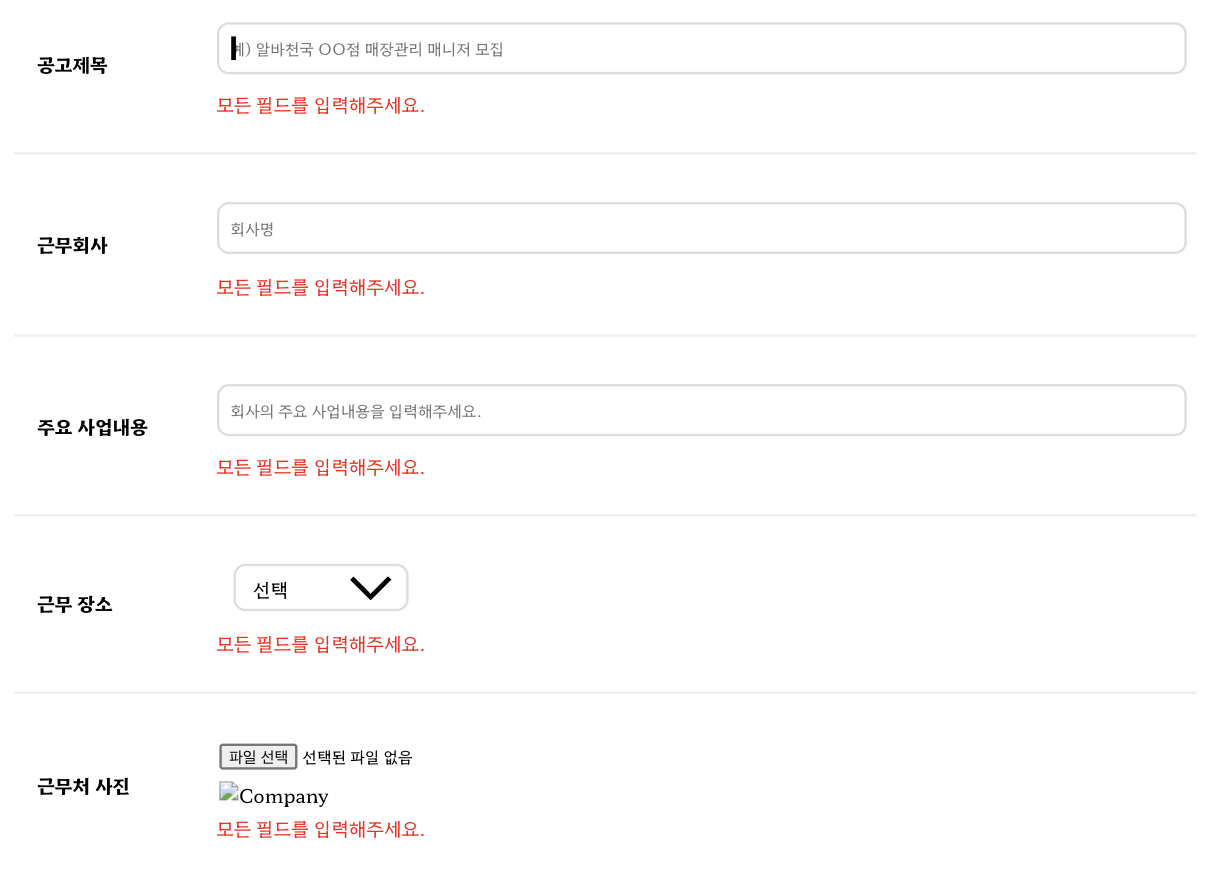 공고제목
예) 알바천국 OO점 매장관리 매니저 모집
모든 필드를 입력해주세요.
근무회사
회사명
모든 필드를 입력해주세요.
주요 사업내용
회사의 주요 사업내용을 입력해주세요.
모든 필드를 입력해주세요.
근무 장소
선택
모든 필드를 입력해주세요.
근무처 사진
파일 선택 선택된 파일 없음
Company
모든 필드를 입력해주세요.